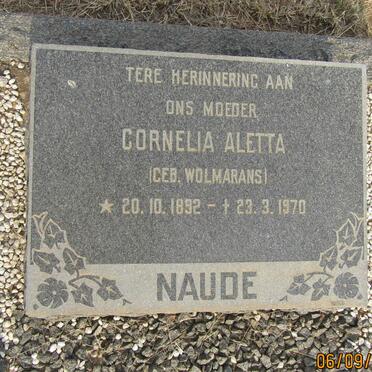 TERE HERINNERING AAN
ONS MOEDER
CORNELIA ALETTA
(GEB. WOLMARANS)
★ 20. 10. 1892 - † 23. 3. 1970
NAUDE
06/09/